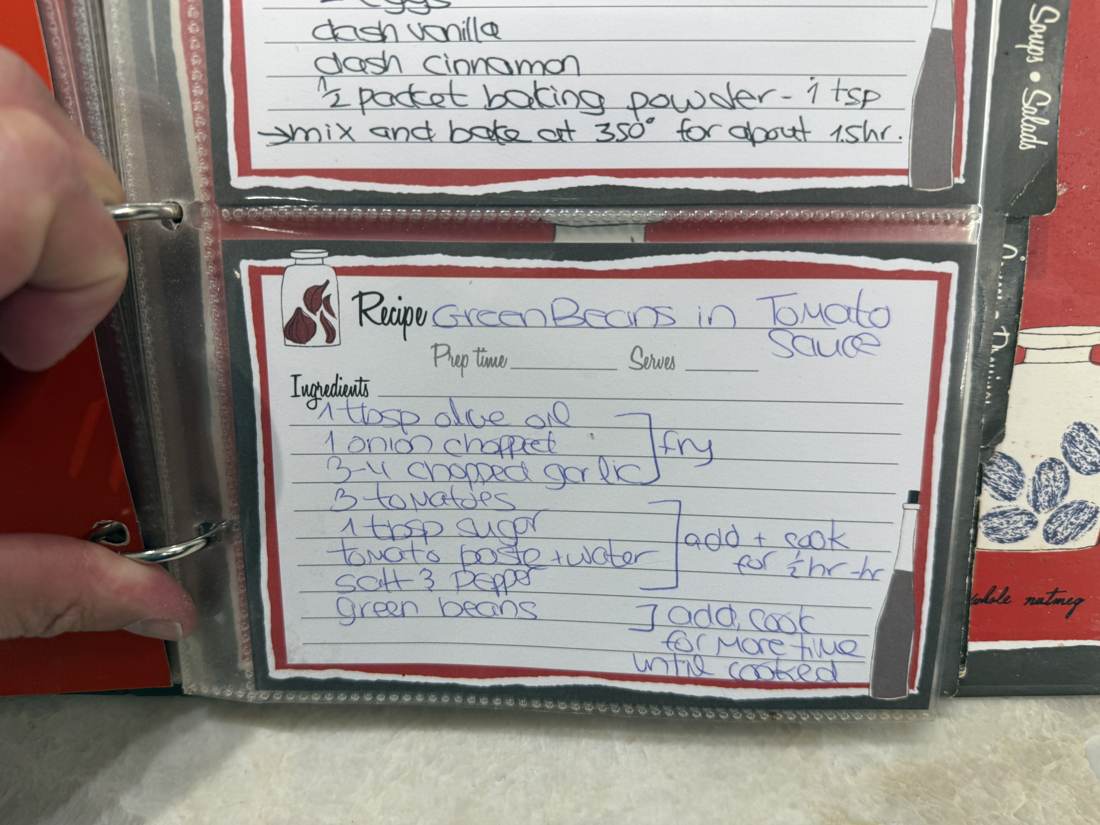 eggs
dash vanilla
dash cinnamon
1/2 packet baking powder - 1 tsp
→mix and bake at 350° for about 1.5hr.
Soups • Salads
Recipe Green Beans in Tomato
Sauce
Prep time Serves
Ingredients
1 tbsp olive oil
1 onion chopped
3-4 chopped garlic ] fry
3 tomatoes
1 tbsp sugar
tomato paste + water ] add + cook
for 1/2 hr - hr
salt & Pepper
green beans ] add, cook
for more time
until cooked
whole nutmeg